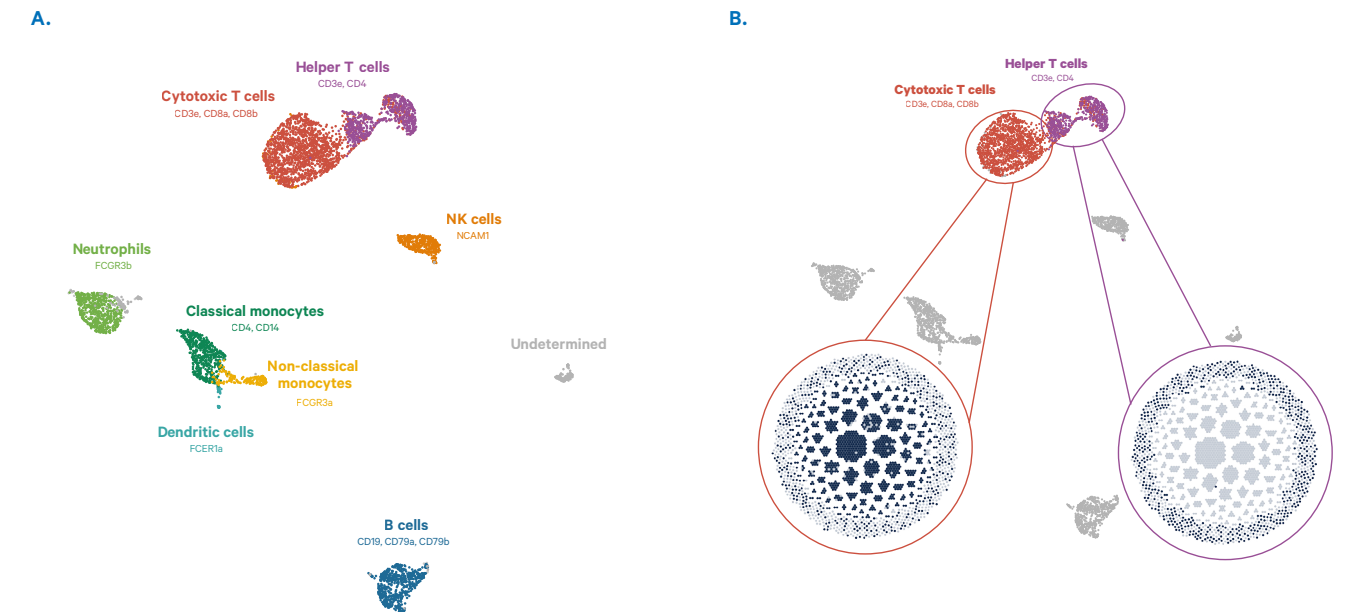 A.
Helper T cells
CD3e, CD4
Cytotoxic T cells
CD3e, CD8a, CD8b
NK cells
NCAM1
Neutrophils
FCGR3b
Classical monocytes
CD4, CD14
Undetermined
Non-classical
monocytes
FCGR3a
Dendritic cells
FCER1a
B cells
CD19, CD79a, CD79b
B.
Helper T cells
CD3e, CD4
Cytotoxic T cells
CD3e, CD8a, CD8b